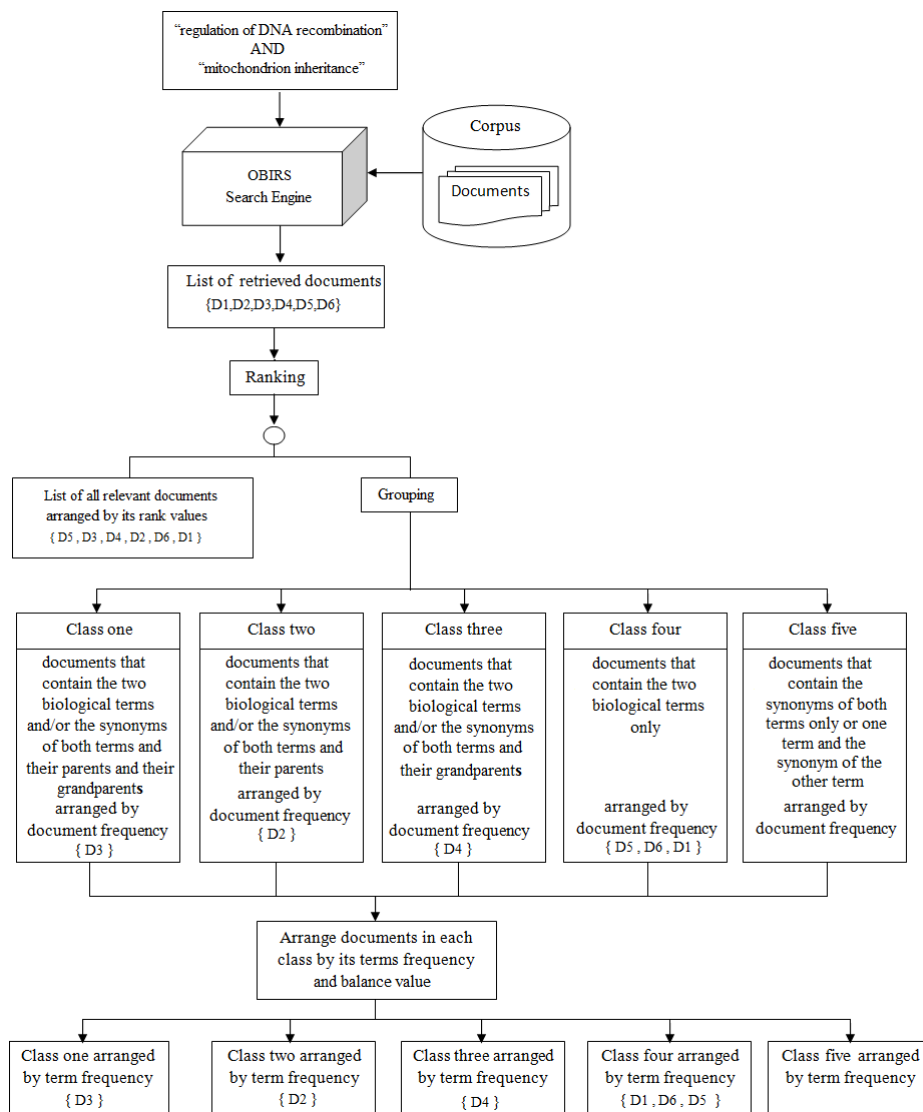 “regulation of DNA recombination”
AND
“mitochondrion inheritance”
Corpus
Documents
OBIRS
Search Engine
List of retrieved documents
{D1,D2,D3,D4,D5,D6}
Ranking
List of all relevant documents
arranged by its rank values
{ D5 , D3 , D4 , D2 , D6 , D1 }
Grouping
Class one
documents that
contain the two
biological terms
and/or the synonyms
of both terms and
their parents and their
grandparents
arranged by
document frequency
{ D3 }
Class two
documents that
contain the two
biological terms
and/or the synonyms
of both terms and
their parents
arranged by
document frequency
{ D2 }
Class three
documents that
contain the two
biological terms
and/or the synonyms
of both terms and
their grandparents
arranged by
document frequency
{ D4 }
Class four
documents that
contain the two
biological terms
only
arranged by
document frequency
{ D5 , D6 , D1 }
Class five
documents that
contain the
synonyms of both
terms only or one
term and the
synonym of the
other term
arranged by
document frequency
Arrange documents in each
class by its terms frequency
and balance value
Class one arranged
by term frequency
{ D3 }
Class two arranged
by term frequency
{ D2 }
Class three arranged
by term frequency
{ D4 }
Class four arranged
by term frequency
{ D1 , D6 , D5 }
Class five arranged
by term frequency